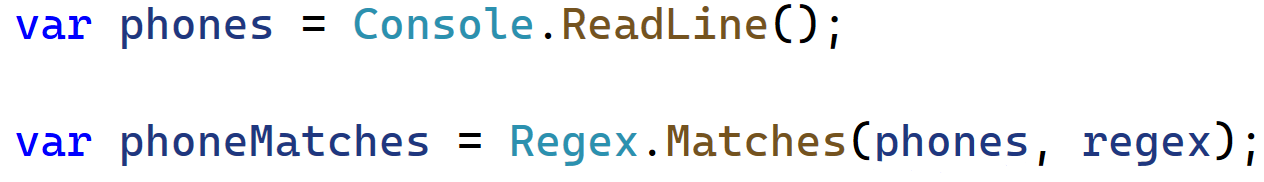 var phones = Console.ReadLine();
var phoneMatches = Regex.Matches(phones, regex);